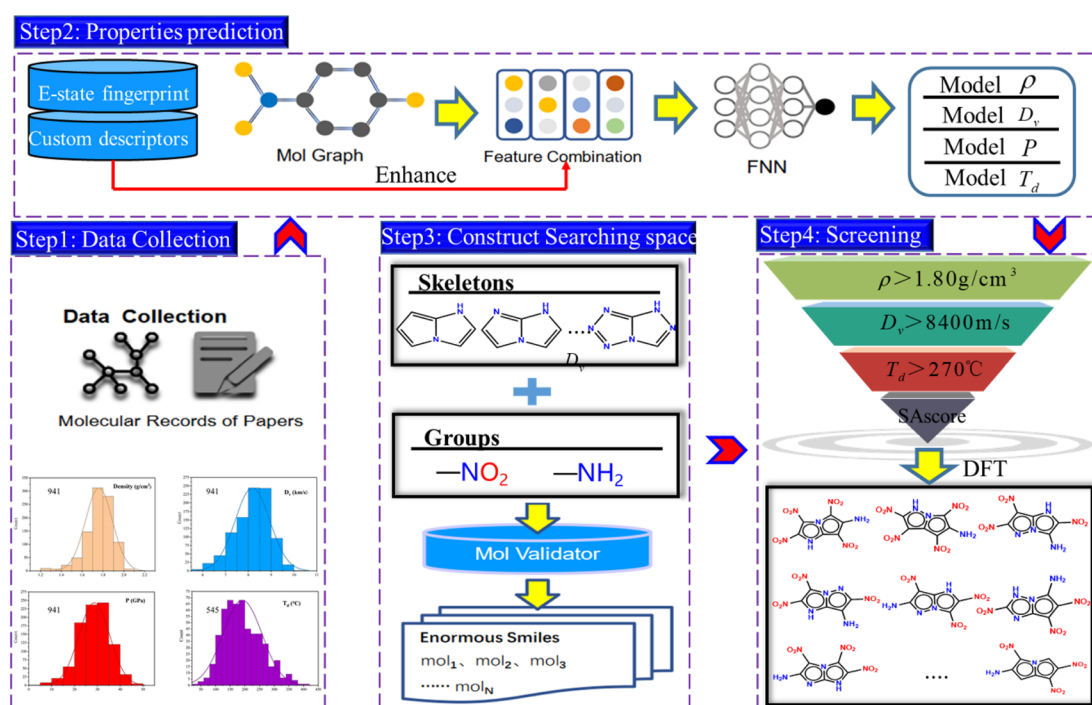 Step2: Properties prediction
E-state fingerprint
Custom descriptors
Mol Graph
Enhance
Feature Combination
FNN
Model ρ
Model D_v
Model P
Model T_d
Step1: Data Collection
Data Collection
Molecular Records of Papers
941
Density (g/cm³)
941
D_v (km/s)
941
P (GPa)
545
T_d (°C)
Step3: Construct Searching space
Skeletons
D_v
Groups
—NO₂ —NH₂
Mol Validator
Enormous Smiles
mol₁、mol₂、mol₃
…… mol_N
Step4: Screening
ρ>1.80g/cm³
D_v>8400m/s
T_d>270℃
SAscore
DFT